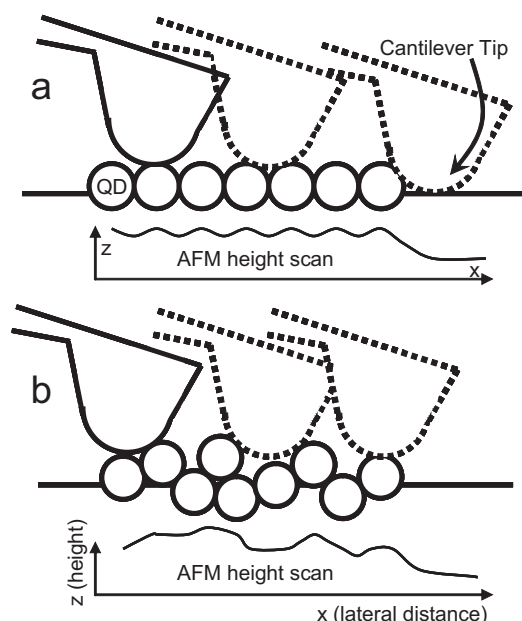 Cantilever Tip
a
QD
z
AFM height scan
x
b
z (height)
AFM height scan
x (lateral distance)